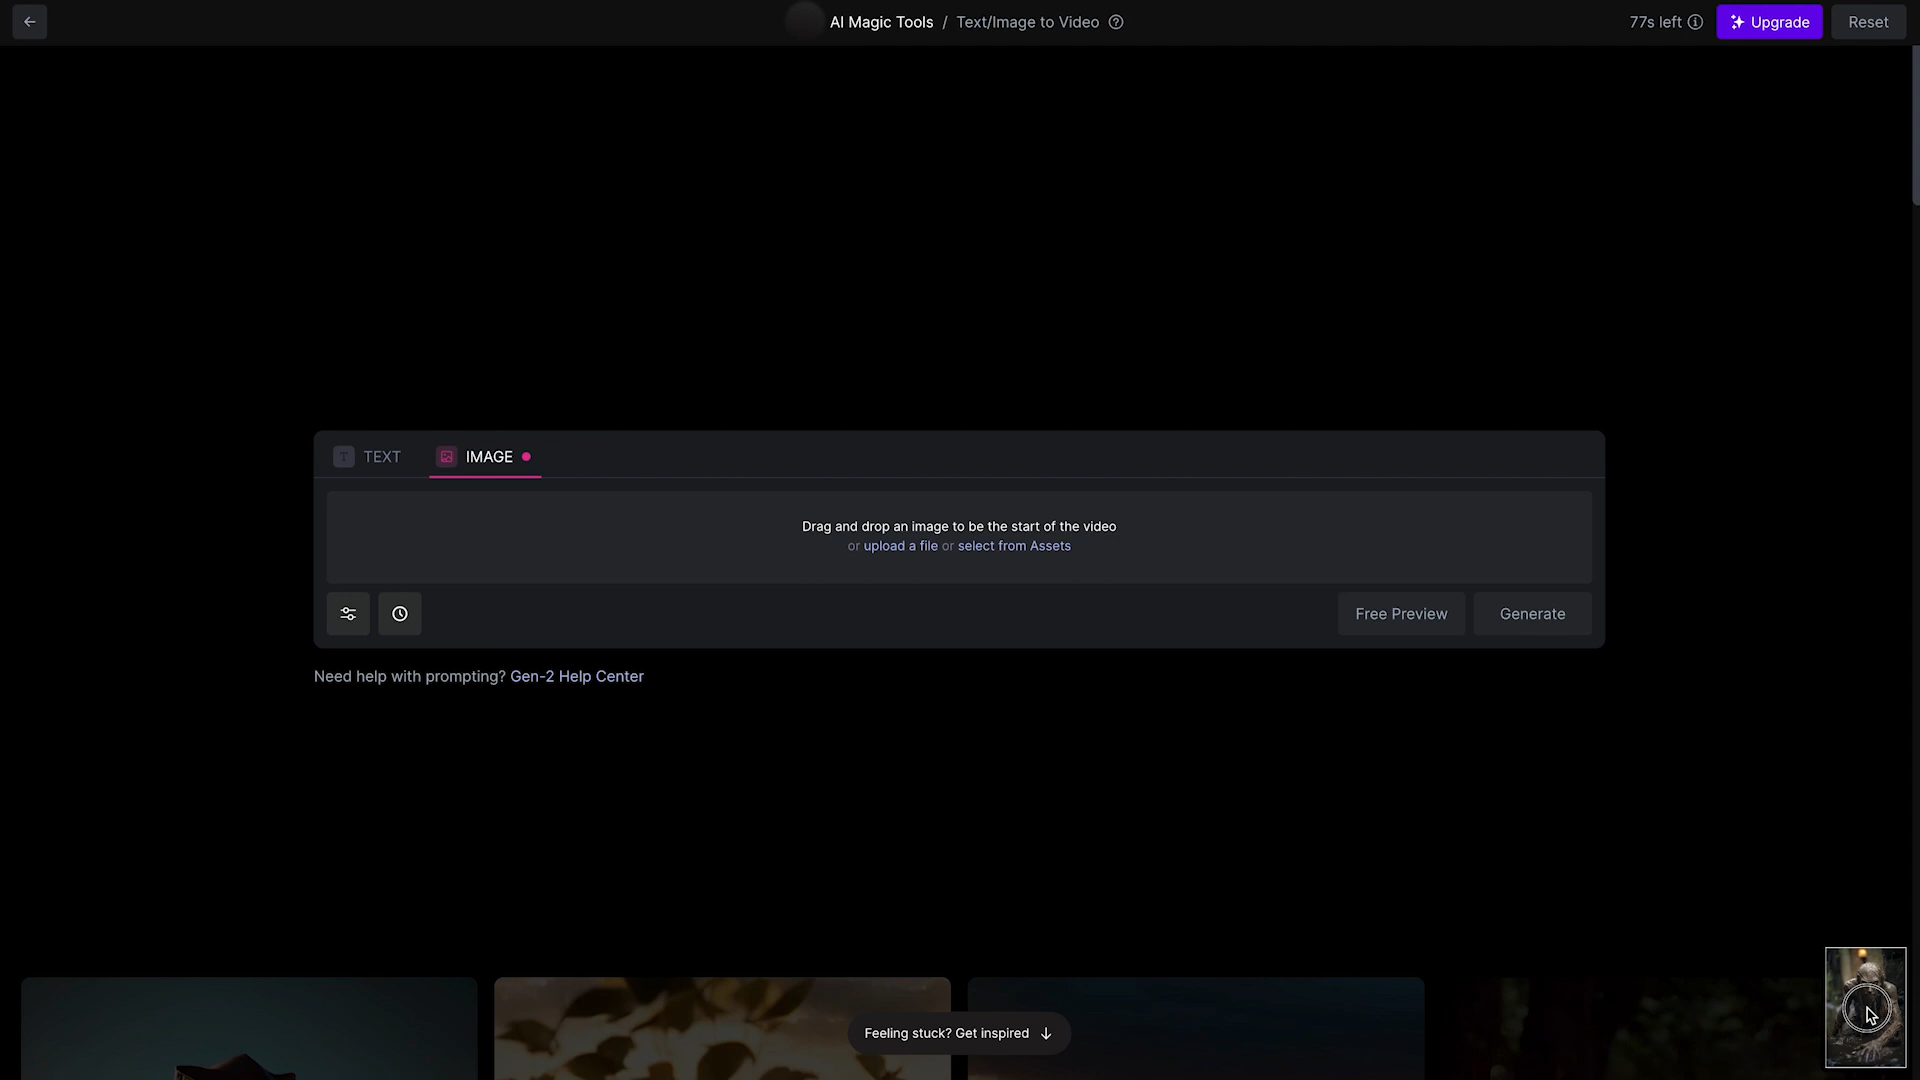 AI Magic Tools / Text/Image to Video
77s left
Upgrade
Reset
T TEXT
IMAGE
Drag and drop an image to be the start of the video
or upload a file or select from Assets
Free Preview
Generate
Need help with prompting? Gen-2 Help Center
Feeling stuck? Get inspired